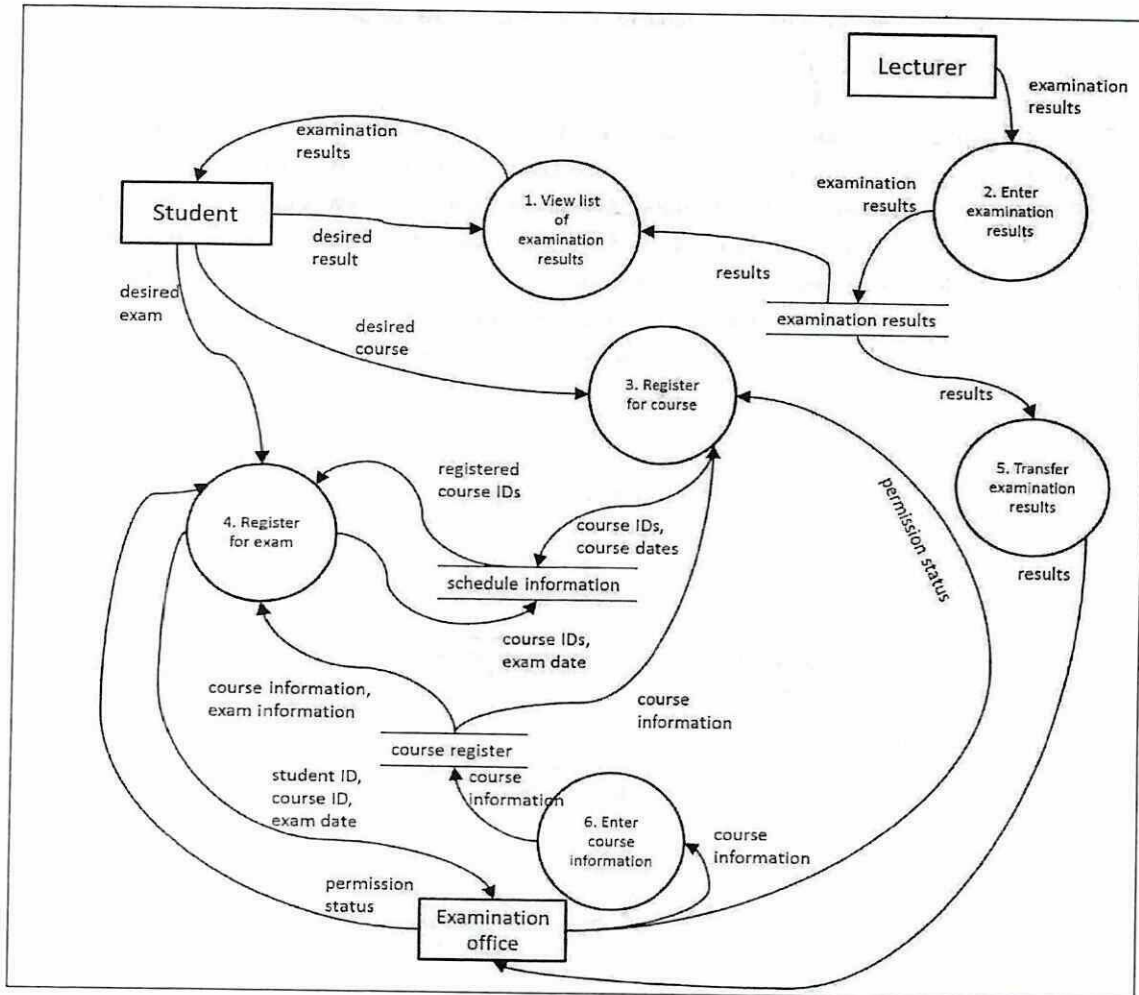 Lecturer
examination
results
examination
results
Student
1. View list
of
examination
results
examination
results
2. Enter
examination
results
desired
result
results
desired
exam
examination results
desired
course
3. Register
for course
results
registered
course IDs
5. Transfer
examination
results
4. Register
for exam
course IDs,
course dates
permission status
results
schedule information
course IDs,
exam date
course information,
exam information
course
information
course register
student ID,
course ID,
exam date
course
information
6. Enter
course
information
course
information
permission
status
Examination
office